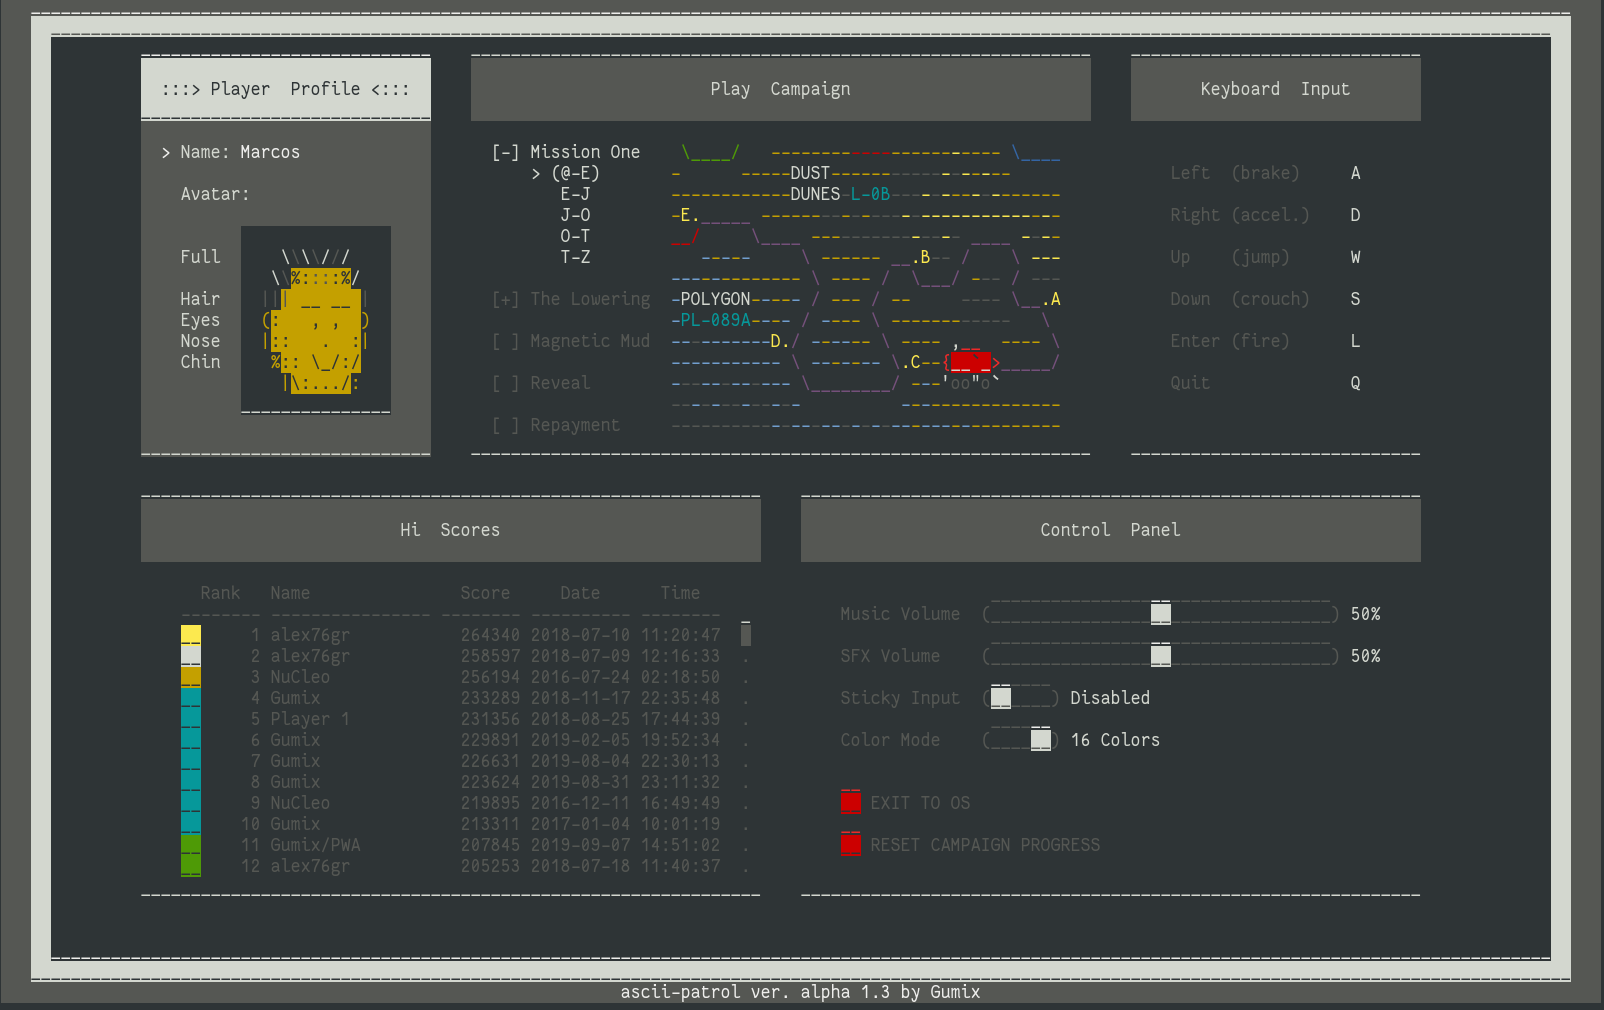 :::> Player Profile <:::
> Name: Marcos
Avatar:
Full
Hair
Eyes
Nose
Chin
Play Campaign
[-] Mission One
> (@-E)
E-J
J-O
O-T
T-Z
[+] The Lowering
[ ] Magnetic Mud
[ ] Reveal
[ ] Repayment
DUST
DUNES L-0B
E.
.B
.A
POLYGON
PL-089A
D.
.C
Keyboard Input
Left (brake) A
Right (accel.) D
Up (jump) W
Down (crouch) S
Enter (fire) L
Quit Q
Hi Scores
Rank Name Score Date Time
1 alex76gr 264340 2018-07-10 11:20:47
2 alex76gr 258597 2018-07-09 12:16:33
3 NuCleo 256194 2016-07-24 02:18:50
4 Gumix 233289 2018-11-17 22:35:48
5 Player 1 231356 2018-08-25 17:44:39
6 Gumix 229891 2019-02-05 19:52:34
7 Gumix 226631 2019-08-04 22:30:13
8 Gumix 223624 2019-08-31 23:11:32
9 NuCleo 219895 2016-12-11 16:49:49
10 Gumix 213311 2017-01-04 10:01:19
11 Gumix/PWA 207845 2019-09-07 14:51:02
12 alex76gr 205253 2018-07-18 11:40:37
Control Panel
Music Volume 50%
SFX Volume 50%
Sticky Input Disabled
Color Mode 16 Colors
EXIT TO OS
RESET CAMPAIGN PROGRESS
ascii-patrol ver. alpha 1.3 by Gumix